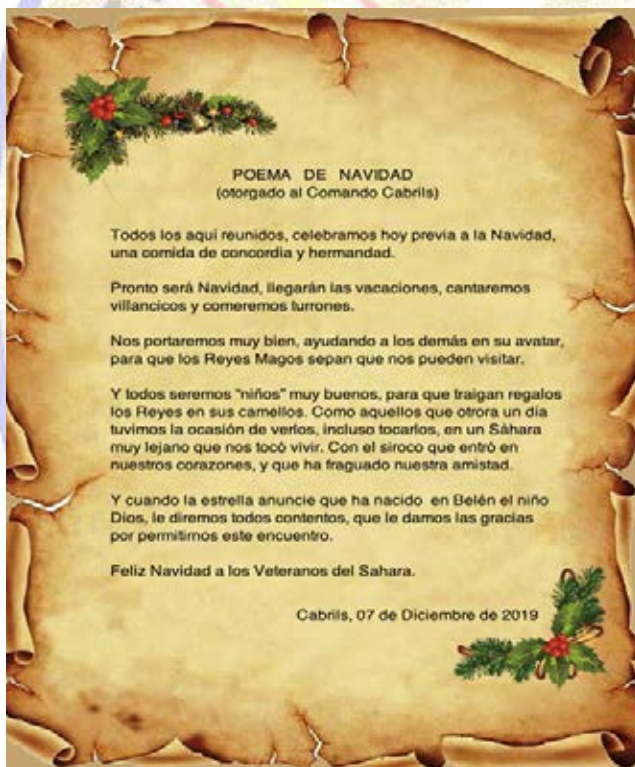 POEMA DE NAVIDAD
(otorgado al Comando Cabrils)
Todos los aquí reunidos, celebramos hoy previa a la Navidad,
una comida de concordia y hermandad.
Pronto será Navidad, llegarán las vacaciones, cantaremos
villancicos y comeremos turrones.
Nos portaremos muy bien, ayudando a los demás en su avatar,
para que los Reyes Magos sepan que nos pueden visitar.
Y todos seremos "niños" muy buenos, para que traigan regalos
los Reyes en sus camellos. Como aquellos que otrora un día
tuvimos la ocasión de verlos, incluso tocarlos, en un Sáhara
muy lejano que nos tocó vivir. Con el siroco que entró en
nuestros corazones, y que ha fraguado nuestra amistad.
Y cuando la estrella anuncie que ha nacido en Belén el niño
Dios, le diremos todos contentos, que le damos las gracias
por permitirnos este encuentro.
Feliz Navidad a los Veteranos del Sahara.
Cabrils, 07 de Diciembre de 2019